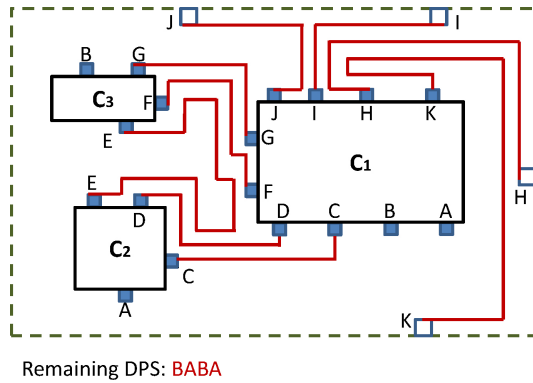 J I
B G
C3 F
E
J I H K
G
C1
F
E
D
D C B A
H
C2
C
A
K
Remaining DPS: BABA